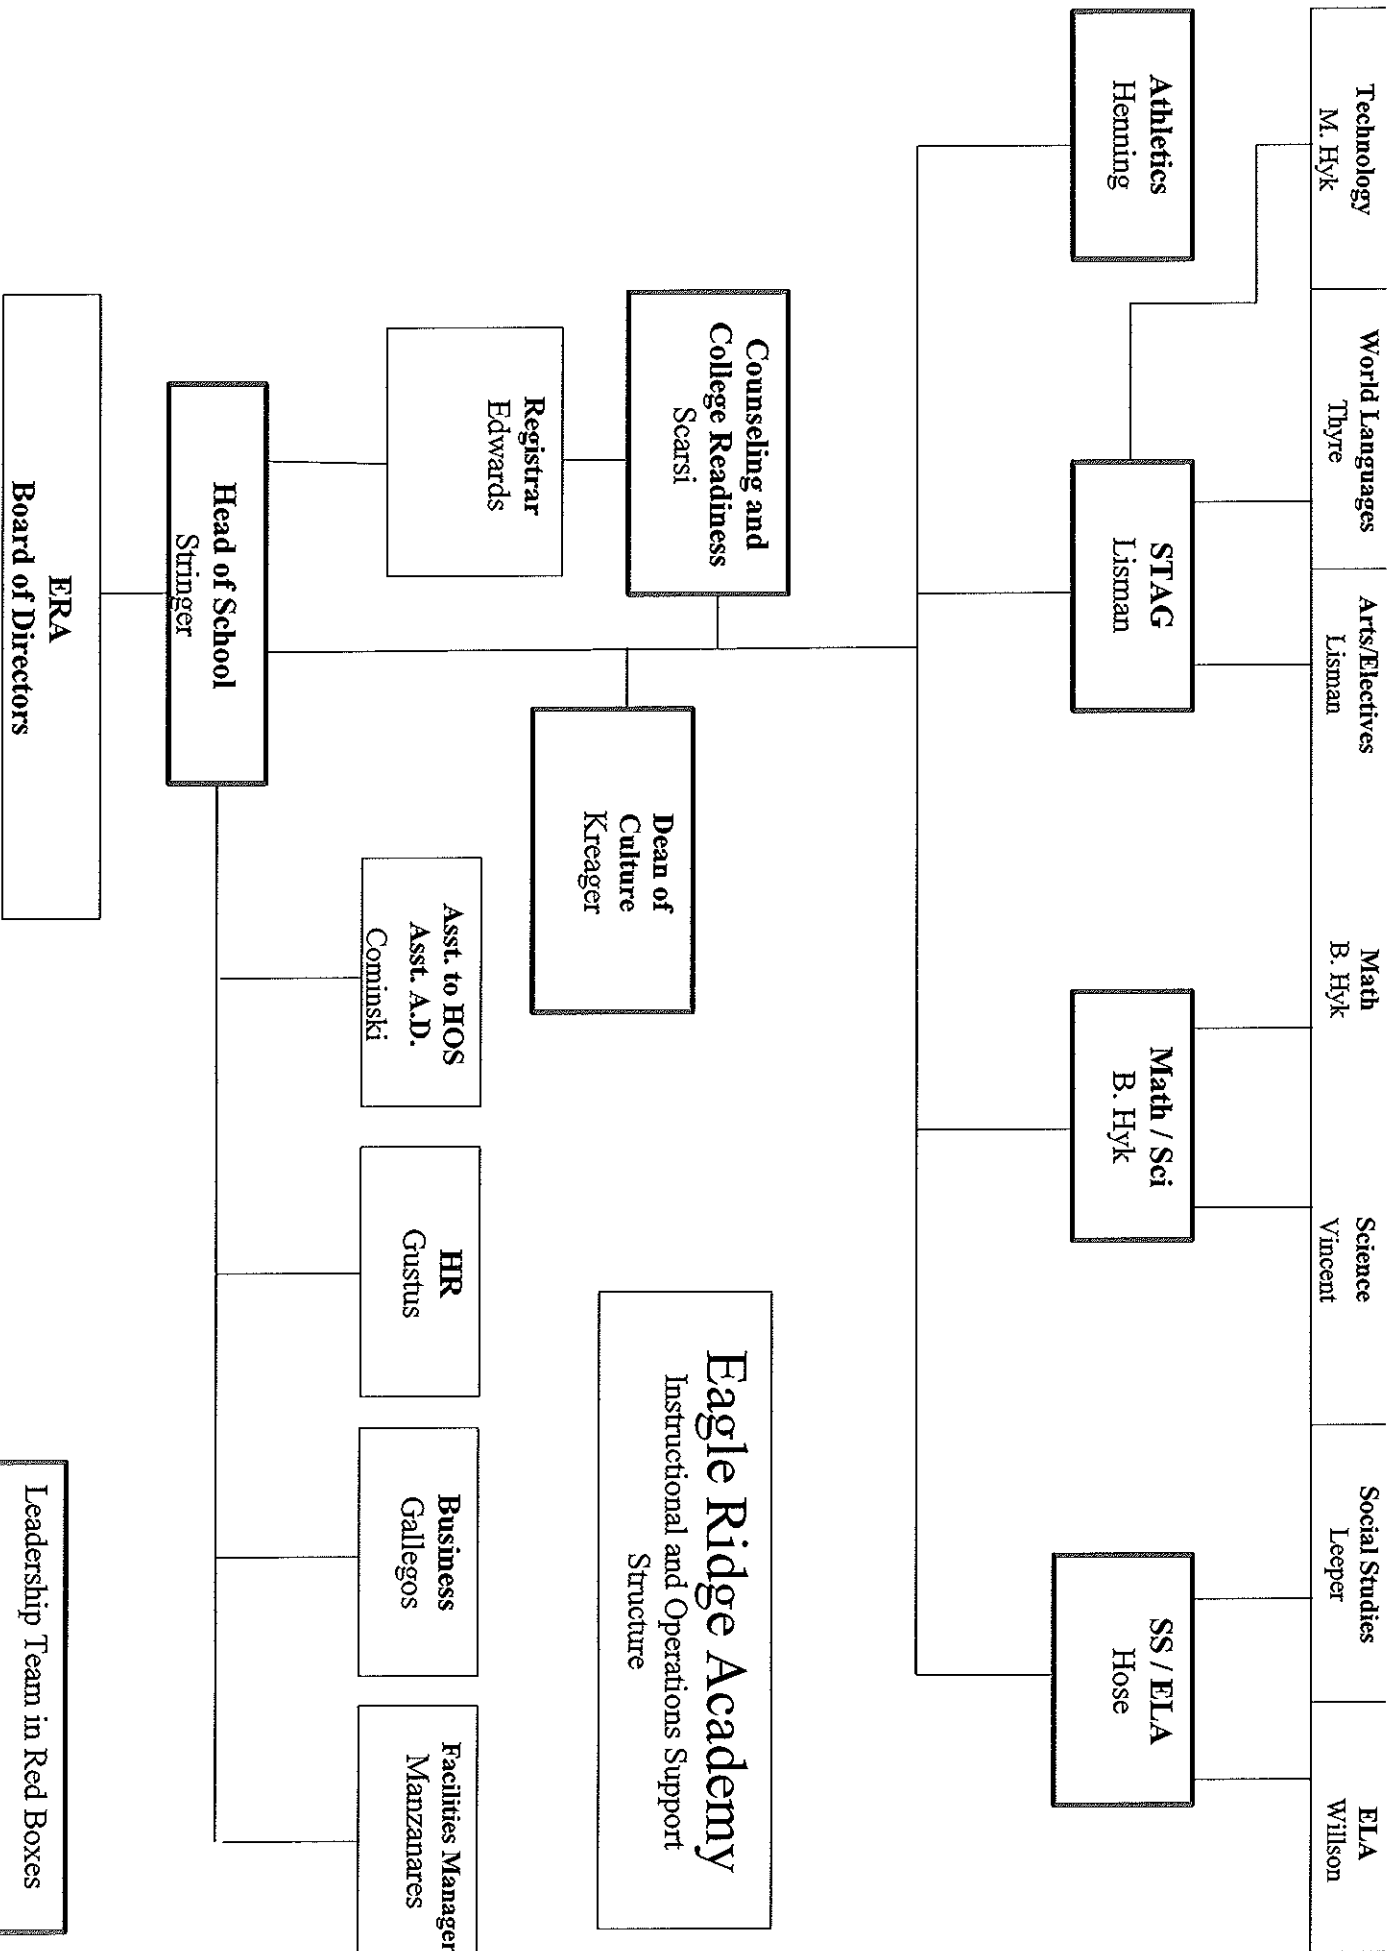 Technology
M. Hyk
World Languages
Thyre
Arts/Electives
Lisman
Math
B. Hyk
Science
Vincent
Social Studies
Leeper
ELA
Willson
Athletics
Henning
STAG
Lisman
Math / Sci
B. Hyk
SS / ELA
Hose
Counseling and
College Readiness
Scarsi
Dean of
Culture
Kreager
Eagle Ridge Academy
Instructional and Operations Support
Structure
Registrar
Edwards
Asst. to HOS
Asst. A.D.
Cominski
HR
Gustus
Business
Gallegos
Facilities Manager
Manzanares
Head of School
Stringer
ERA
Board of Directors
Leadership Team in Red Boxes